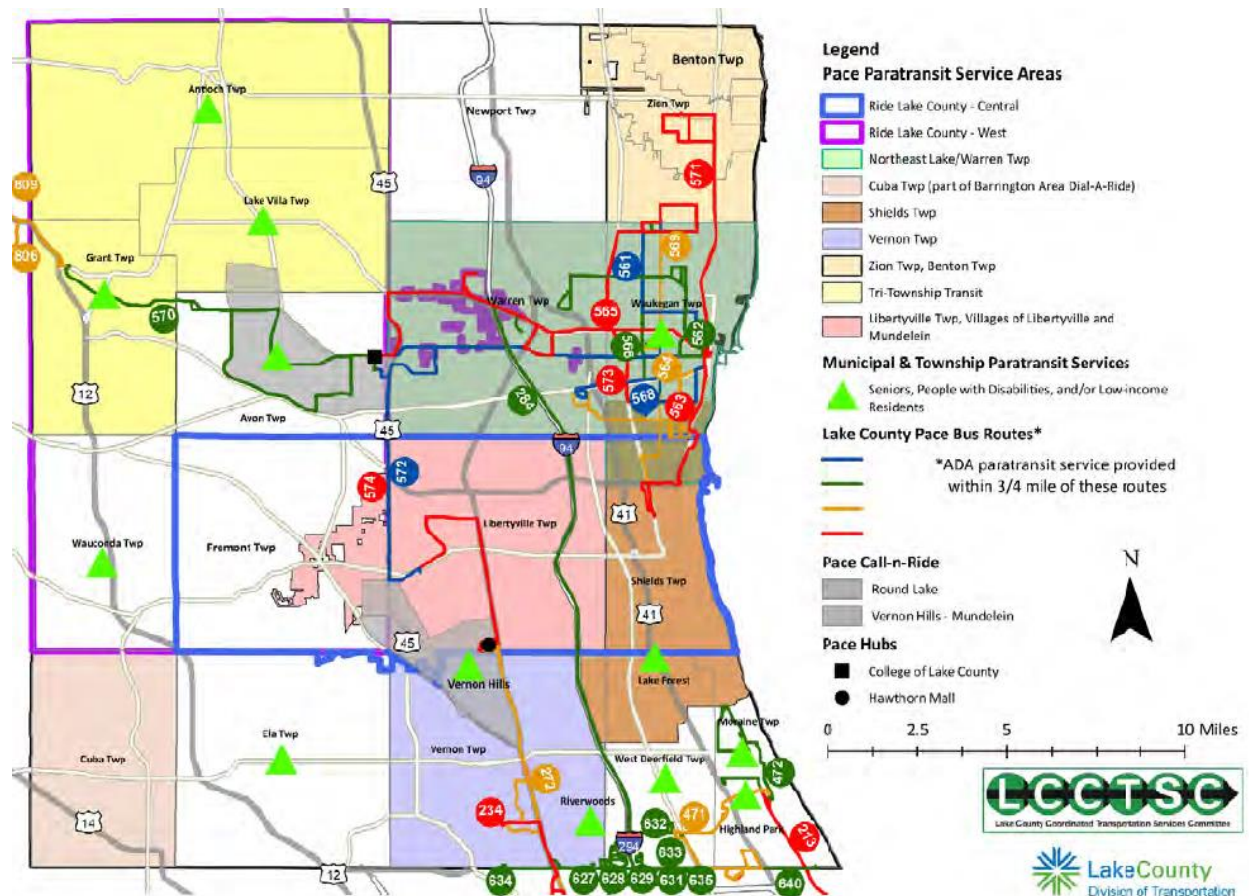 Benton Twp
Antioch Twp
Newport Twp
Zion Twp
94
45
571
809
Lake Villa Twp
806
Grant Twp
569
561
Warren Twp
Waukegan Twp
570
565
562
566
564
573
12
284
568
563
Avon Twp
45
94
574
572
41
Libertyville Twp
Wauconda Twp
Fremont Twp
Shields Twp
41
45
Vernon Hills
Lake Forest
Moraine Twp
Ela Twp
Cuba Twp
Vernon Twp
West Deerfield Twp
272
472
234
Riverwoods
471
14
632
Highland Park
294
633
213
12
634
627
628
629
631
635
640
Legend
Pace Paratransit Service Areas
Ride Lake County - Central
Ride Lake County - West
Northeast Lake/Warren Twp
Cuba Twp (part of Barrington Area Dial-A-Ride)
Shields Twp
Vernon Twp
Zion Twp, Benton Twp
Tri-Township Transit
Libertyville Twp, Villages of Libertyville and
Mundelein
Municipal & Township Paratransit Services
Seniors, People with Disabilities, and/or Low-income
Residents
Lake County Pace Bus Routes*
*ADA paratransit service provided
within 3/4 mile of these routes
Pace Call-n-Ride
Round Lake
Vernon Hills - Mundelein
N
Pace Hubs
College of Lake County
Hawthorn Mall
0 2.5 5 10 Miles
LCCTSC
Lake County Coordinated Transportation Services Committee
LakeCounty
Division of Transportation